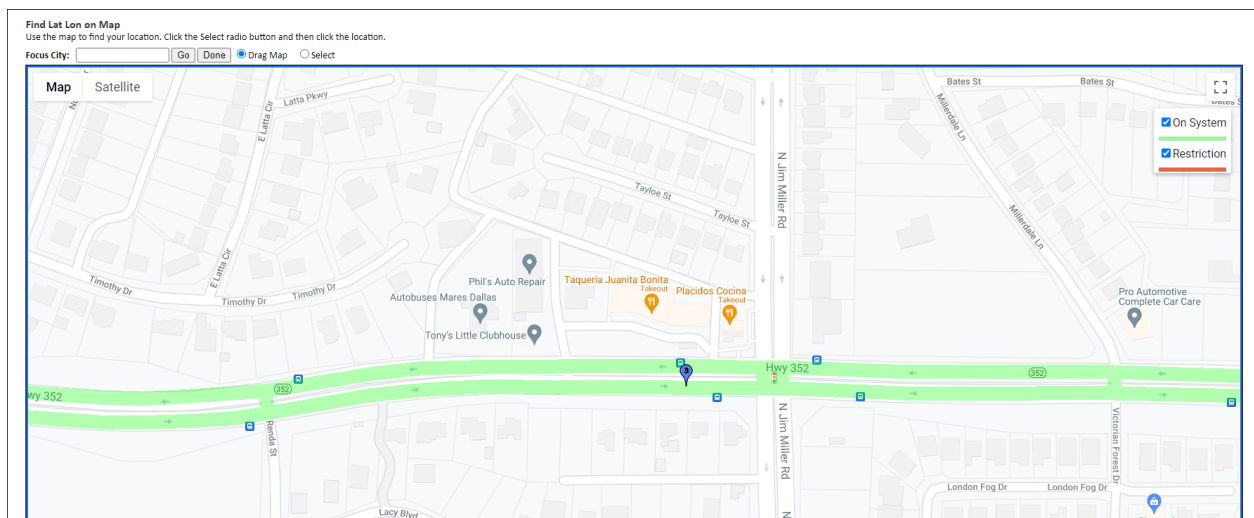 Find Lat Lon on Map
Use the map to find your location. Click the Select radio button and then click the location.
Focus City: Go Done Drag Map Select
Map Satellite
On System
Restriction
Bates St
Bates St
Bates S
Latta Pkwy
E Latta Cir
Millerdale Ln
N Jim Miller Rd
Tayloe St
Tayloe St
Millerdale Ln
E Latta Cir
Timothy Dr
Timothy Dr
Timothy Dr
Phil's Auto Repair
Taqueria Juanita Bonita
Takeout
Placidos Cocina
Takeout
Autobuses Mares Dallas
Tony's Little Clubhouse
Pro Automotive
Complete Car Care
Hwy 352
3
352
352
wy 352
Renda St
N Jim Miller Rd
Victorian Forest Dr
London Fog Dr
London Fog Dr
Lacy Blvd
N